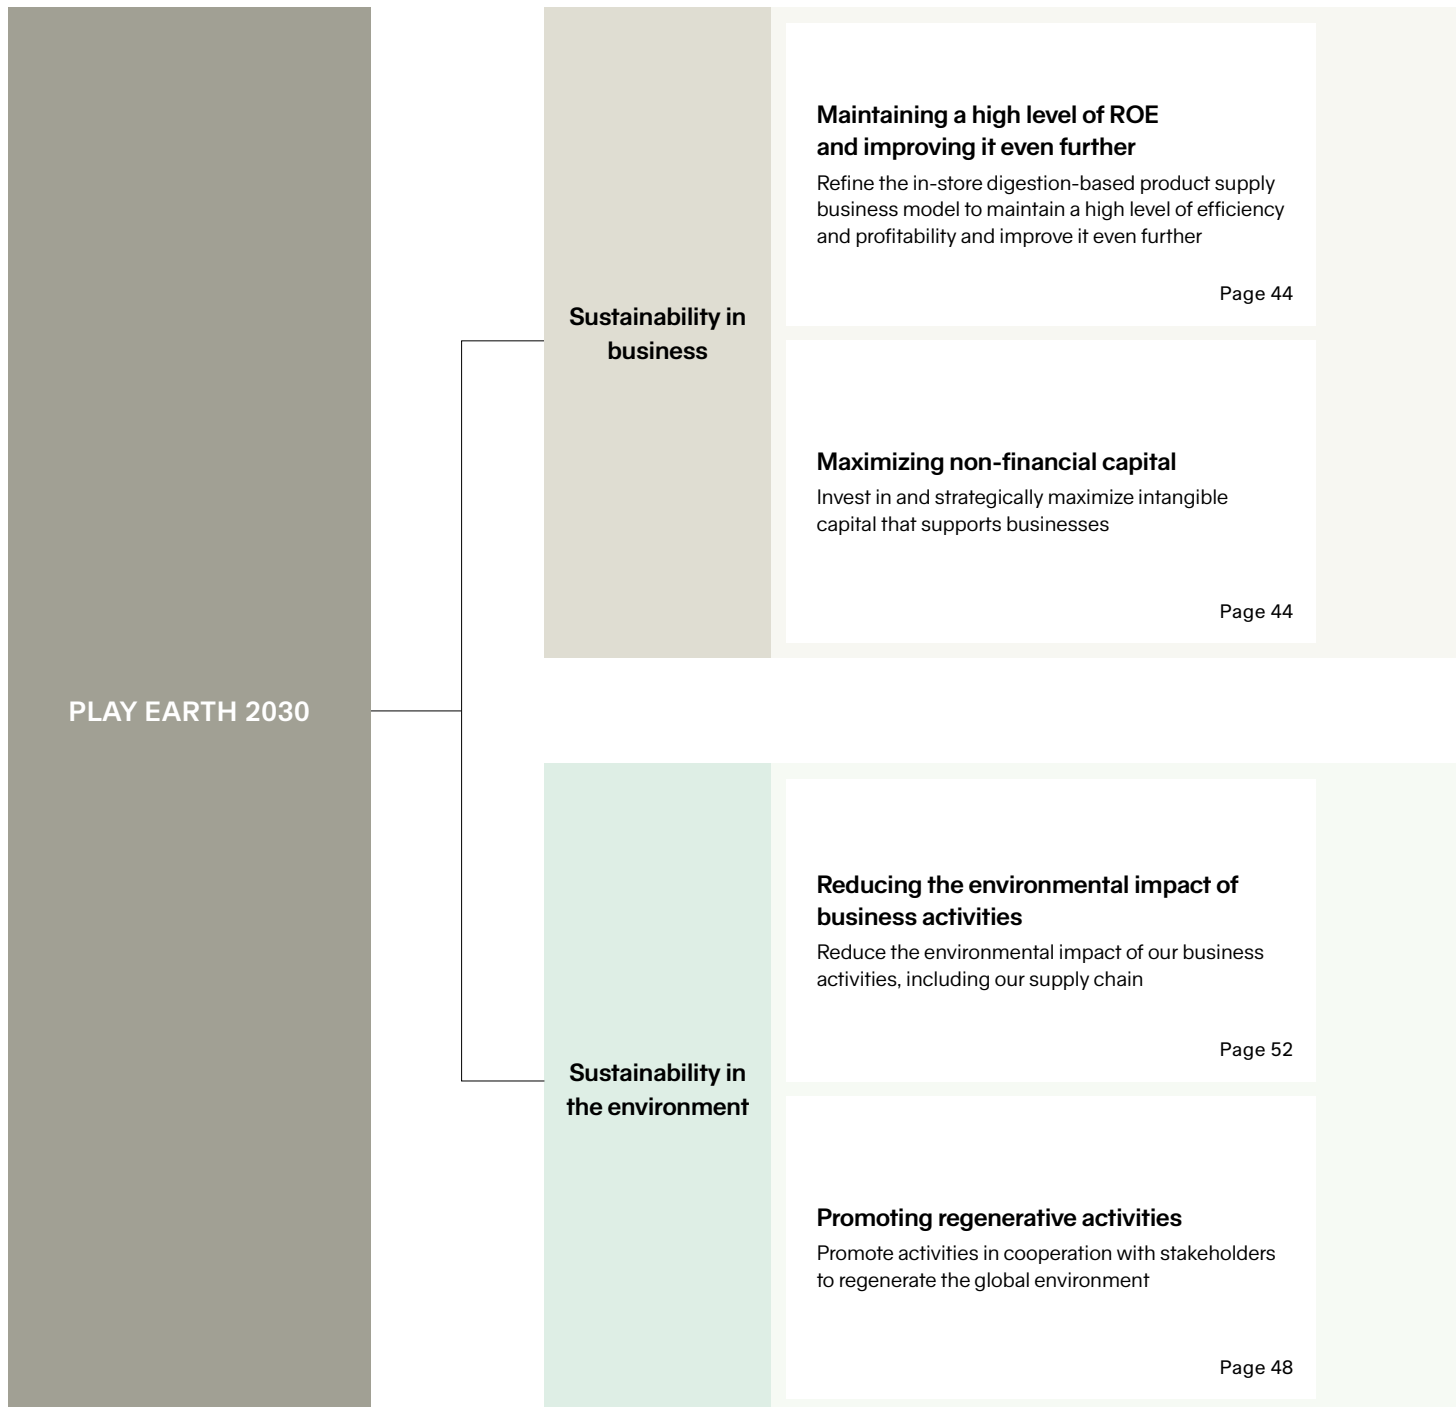 PLAY EARTH 2030
Sustainability in
business
Maintaining a high level of ROE
and improving it even further
Refine the in-store digestion-based product supply
business model to maintain a high level of efficiency
and profitability and improve it even further
Page 44
Maximizing non-financial capital
Invest in and strategically maximize intangible
capital that supports businesses
Page 44
Sustainability in
the environment
Reducing the environmental impact of
business activities
Reduce the environmental impact of our business
activities, including our supply chain
Page 52
Promoting regenerative activities
Promote activities in cooperation with stakeholders
to regenerate the global environment
Page 48